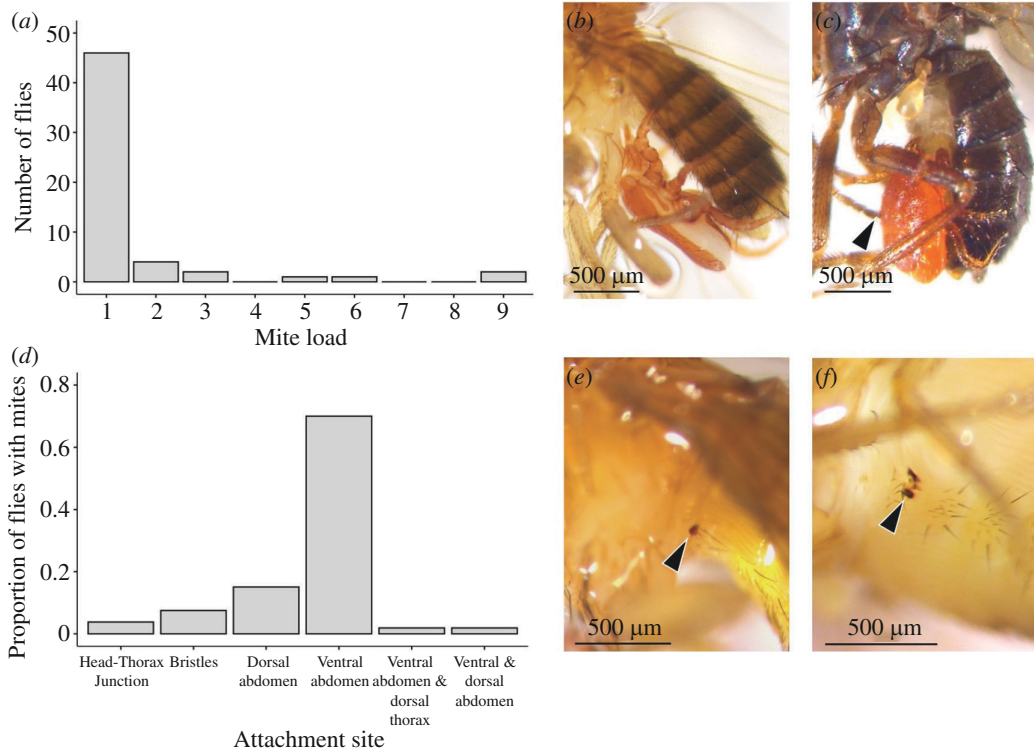 (a)
50
40
30
20
10
0
Number of flies
1 2 3 4 5 6 7 8 9
Mite load
(b)
500 μm
(c)
500 μm
(d)
0.8
0.6
0.4
0.2
0
Proportion of flies with mites
Head-Thorax Junction
Bristles
Dorsal abdomen
Ventral abdomen
Ventral abdomen & dorsal thorax
Ventral & dorsal abdomen
Attachment site
(e)
500 μm
(f)
500 μm